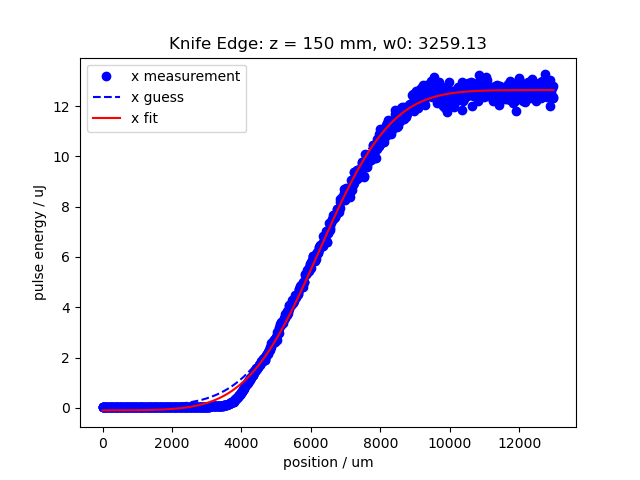 Knife Edge: z = 150 mm, w0: 3259.13
x measurement
x guess
x fit
12
10
8
6
4
2
0
pulse energy / uJ
0 2000 4000 6000 8000 10000 12000
position / um